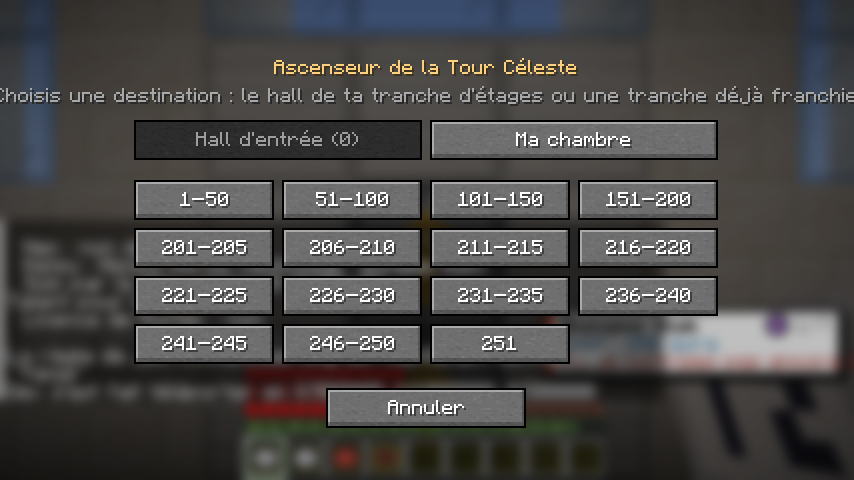 Ascenseur de la Tour Céleste
Choisis une destination : le hall de ta tranche d'étages ou une tranche déjà franchie
Hall d'entrée (0) Ma chambre
1–50 51–100 101–150 151–200
201–205 206–210 211–215 216–220
221–225 226–230 231–235 236–240
241–245 246–250 251
Annuler